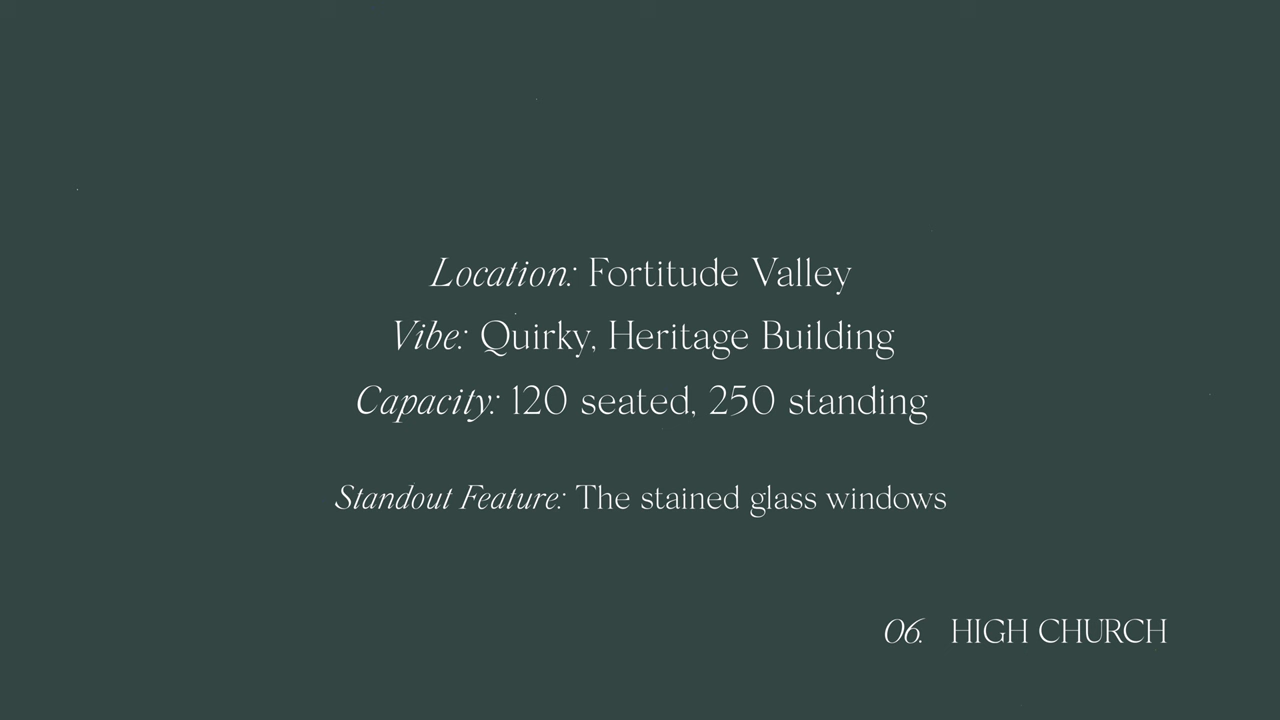 Location: Fortitude Valley
Vibe: Quirky, Heritage Building
Capacity: 120 seated, 250 standing
Standout Feature: The stained glass windows
06. HIGH CHURCH